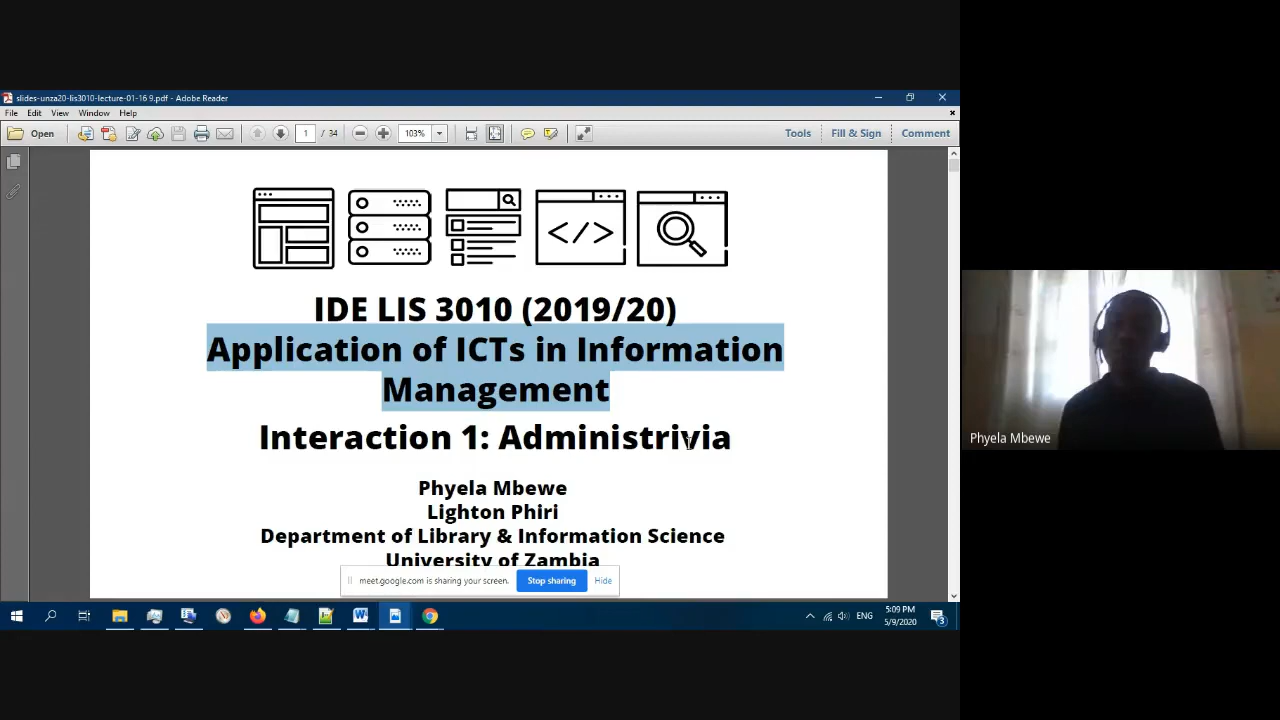 slides-unza20-lis3010-lecture-01-16 9.pdf - Adobe Reader
File Edit View Window Help
Open 1 / 34 103% Tools Fill & Sign Comment
</>
IDE LIS 3010 (2019/20)
Application of ICTs in Information
Management
Interaction 1: Administrivia
Phyela Mbewe
Lighton Phiri
Department of Library & Information Science
University of Zambia
meet.google.com is sharing your screen. Stop sharing Hide
Phyela Mbewe
ENG
5:09 PM
5/9/2020
3